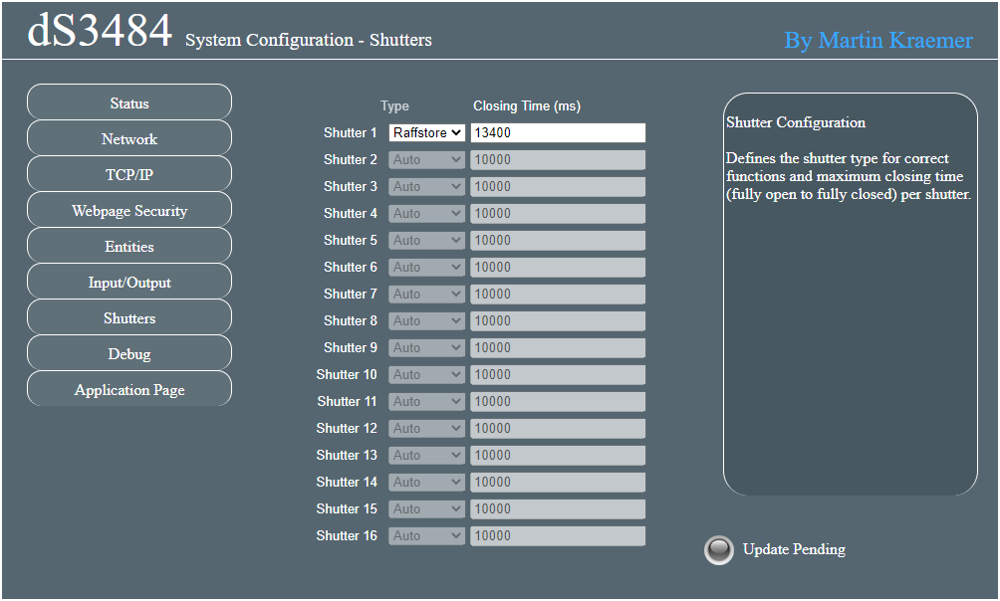 dS3484 System Configuration - Shutters
By Martin Kraemer
Status
Network
TCP/IP
Webpage Security
Entities
Input/Output
Shutters
Debug
Application Page
Type Closing Time (ms)
Shutter 1 Raffstore 13400
Shutter 2 Auto 10000
Shutter 3 Auto 10000
Shutter 4 Auto 10000
Shutter 5 Auto 10000
Shutter 6 Auto 10000
Shutter 7 Auto 10000
Shutter 8 Auto 10000
Shutter 9 Auto 10000
Shutter 10 Auto 10000
Shutter 11 Auto 10000
Shutter 12 Auto 10000
Shutter 13 Auto 10000
Shutter 14 Auto 10000
Shutter 15 Auto 10000
Shutter 16 Auto 10000
Shutter Configuration
Defines the shutter type for correct
functions and maximum closing time
(fully open to fully closed) per shutter.
Update Pending